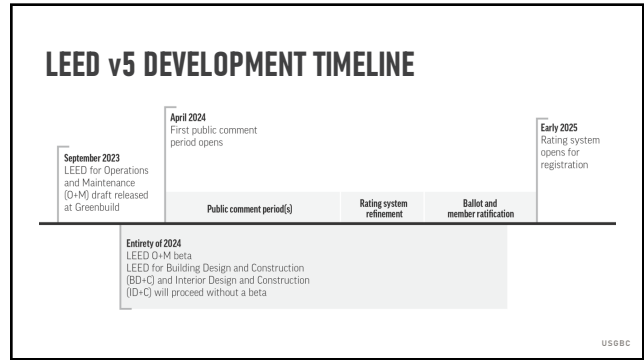 LEED v5 DEVELOPMENT TIMELINE
April 2024
First public comment
period opens
Early 2025
Rating system
opens for
registration
September 2023
LEED for Operations
and Maintenance
(O+M) draft released
at Greenbuild
Public comment period(s)
Rating system
refinement
Ballot and
member ratification
Entirety of 2024
LEED O+M beta
LEED for Building Design and Construction
(BD+C) and Interior Design and Construction
(ID+C) will proceed without a beta
USGBC